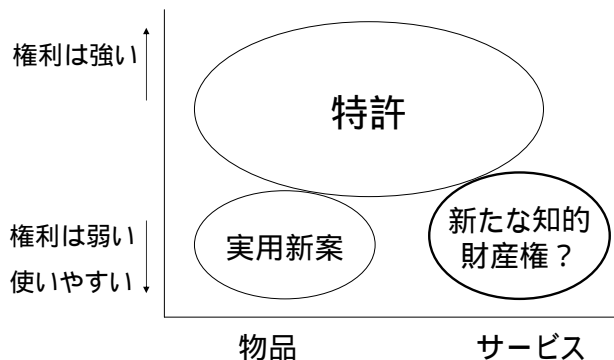 権利は強い
特許
権利は弱い
使いやすい
実用新案
新たな知的
財産権？
物品
サービス